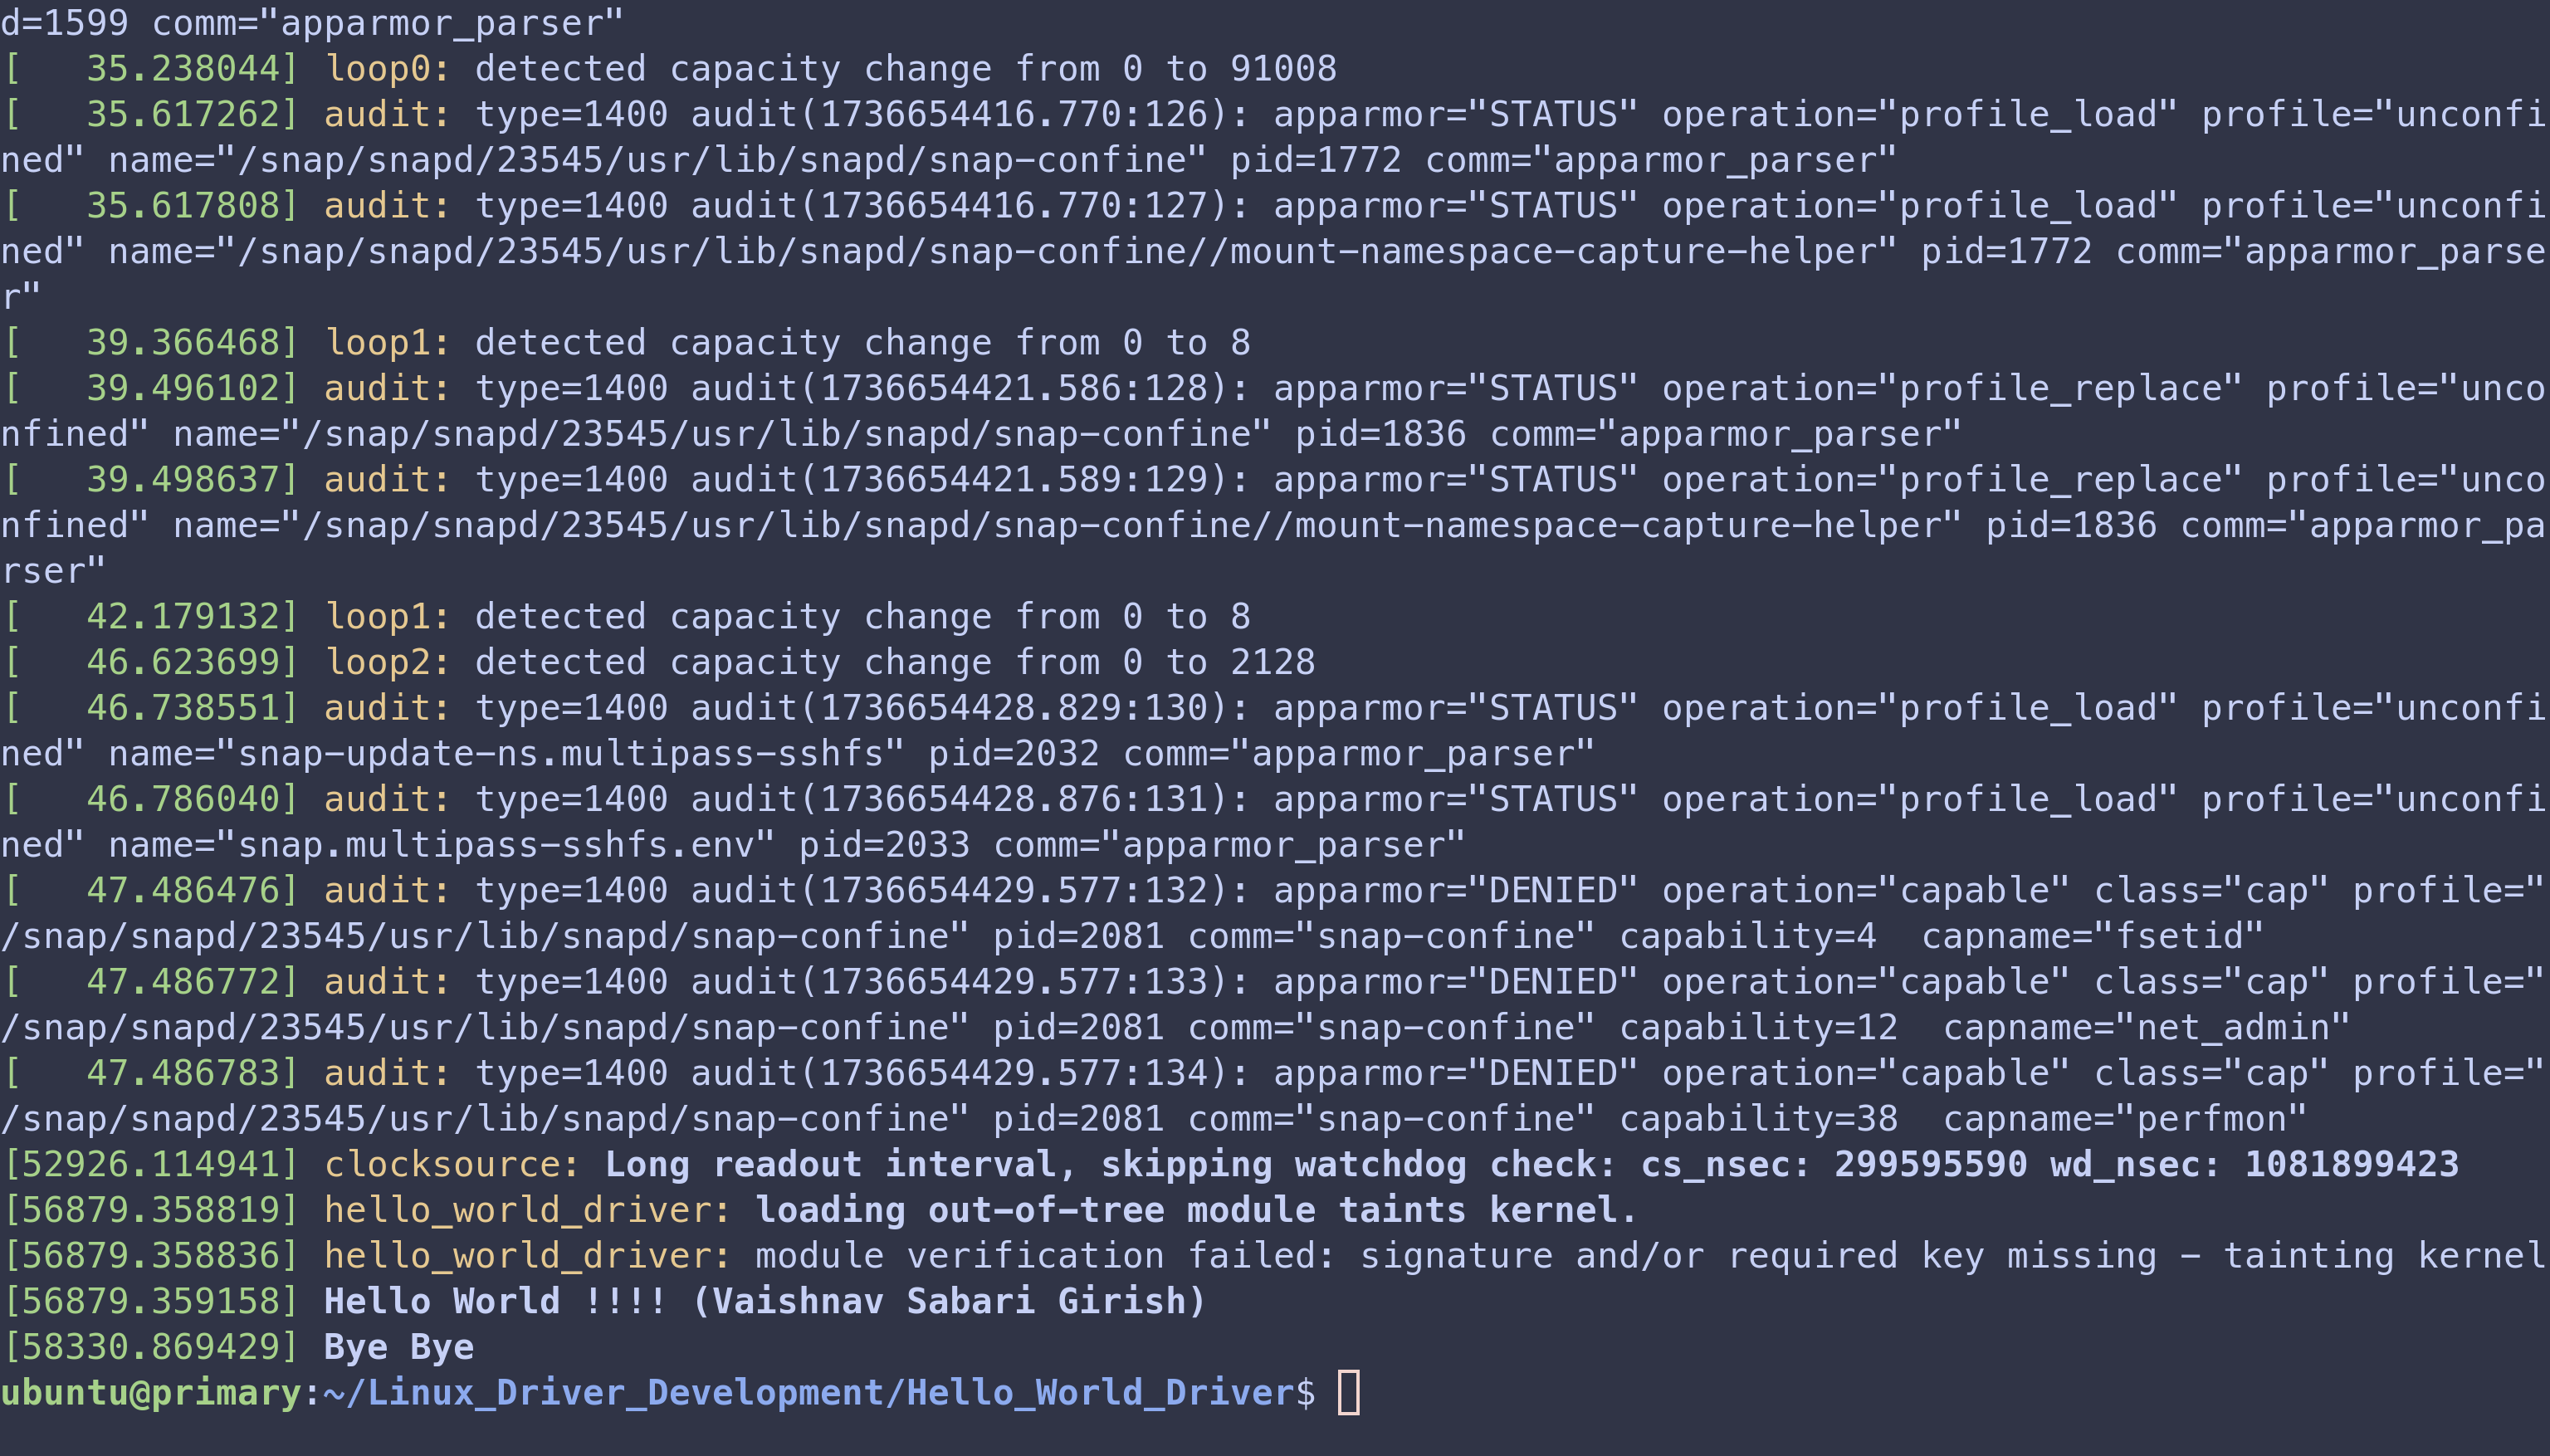 d=1599 comm="apparmor_parser"
[   35.238044] loop0: detected capacity change from 0 to 91008
[   35.617262] audit: type=1400 audit(1736654416.770:126): apparmor="STATUS" operation="profile_load" profile="unconfi
ned" name="/snap/snapd/23545/usr/lib/snapd/snap-confine" pid=1772 comm="apparmor_parser"
[   35.617808] audit: type=1400 audit(1736654416.770:127): apparmor="STATUS" operation="profile_load" profile="unconfi
ned" name="/snap/snapd/23545/usr/lib/snapd/snap-confine//mount-namespace-capture-helper" pid=1772 comm="apparmor_parse
r"
[   39.366468] loop1: detected capacity change from 0 to 8
[   39.496102] audit: type=1400 audit(1736654421.586:128): apparmor="STATUS" operation="profile_replace" profile="unco
nfined" name="/snap/snapd/23545/usr/lib/snapd/snap-confine" pid=1836 comm="apparmor_parser"
[   39.498637] audit: type=1400 audit(1736654421.589:129): apparmor="STATUS" operation="profile_replace" profile="unco
nfined" name="/snap/snapd/23545/usr/lib/snapd/snap-confine//mount-namespace-capture-helper" pid=1836 comm="apparmor_pa
rser"
[   42.179132] loop1: detected capacity change from 0 to 8
[   46.623699] loop2: detected capacity change from 0 to 2128
[   46.738551] audit: type=1400 audit(1736654428.829:130): apparmor="STATUS" operation="profile_load" profile="unconfi
ned" name="snap-update-ns.multipass-sshfs" pid=2032 comm="apparmor_parser"
[   46.786040] audit: type=1400 audit(1736654428.876:131): apparmor="STATUS" operation="profile_load" profile="unconfi
ned" name="snap.multipass-sshfs.env" pid=2033 comm="apparmor_parser"
[   47.486476] audit: type=1400 audit(1736654429.577:132): apparmor="DENIED" operation="capable" class="cap" profile="
/snap/snapd/23545/usr/lib/snapd/snap-confine" pid=2081 comm="snap-confine" capability=4  capname="fsetid"
[   47.486772] audit: type=1400 audit(1736654429.577:133): apparmor="DENIED" operation="capable" class="cap" profile="
/snap/snapd/23545/usr/lib/snapd/snap-confine" pid=2081 comm="snap-confine" capability=12  capname="net_admin"
[   47.486783] audit: type=1400 audit(1736654429.577:134): apparmor="DENIED" operation="capable" class="cap" profile="
/snap/snapd/23545/usr/lib/snapd/snap-confine" pid=2081 comm="snap-confine" capability=38  capname="perfmon"
[52926.114941] clocksource: Long readout interval, skipping watchdog check: cs_nsec: 299595590 wd_nsec: 1081899423
[56879.358819] hello_world_driver: loading out-of-tree module taints kernel.
[56879.358836] hello_world_driver: module verification failed: signature and/or required key missing - tainting kernel
[56879.359158] Hello World !!!! (Vaishnav Sabari Girish)
[58330.869429] Bye Bye
ubuntu@primary:~/Linux_Driver_Development/Hello_World_Driver$